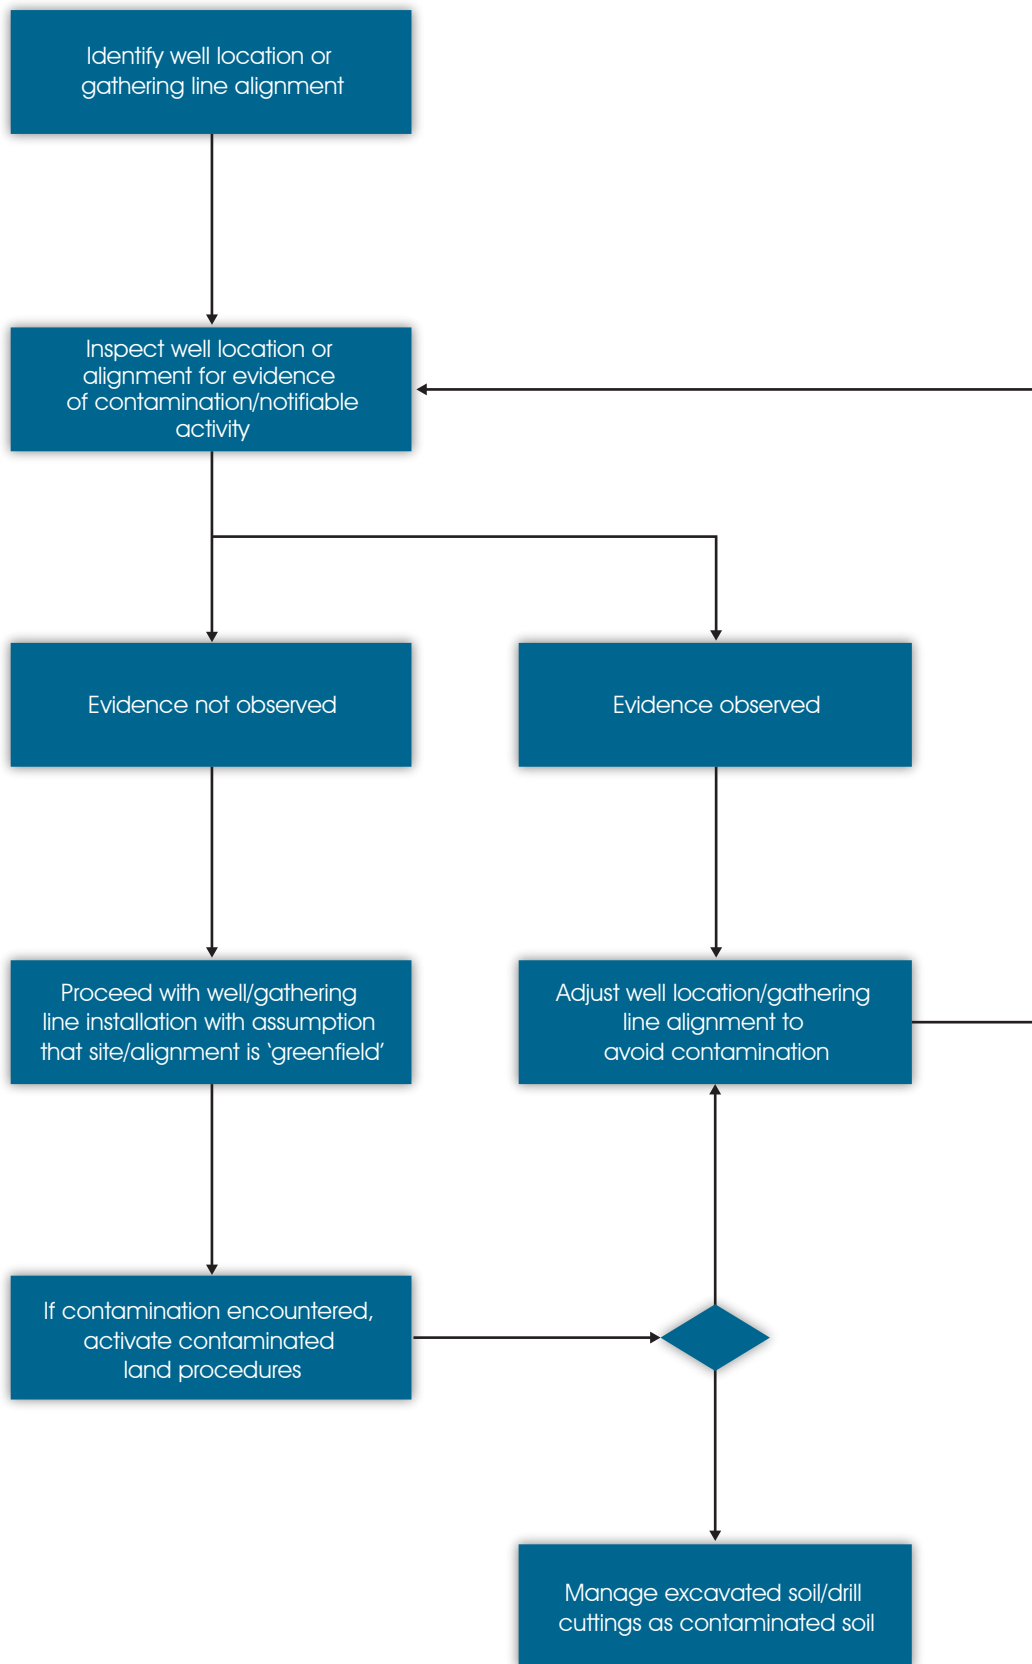 Identify well location or
gathering line alignment
Inspect well location or
alignment for evidence
of contamination/notifiable
activity
Evidence not observed
Evidence observed
Proceed with well/gathering
line installation with assumption
that site/alignment is ‘greenfield’
Adjust well location/gathering
line alignment to
avoid contamination
If contamination encountered,
activate contaminated
land procedures
Manage excavated soil/drill
cuttings as contaminated soil